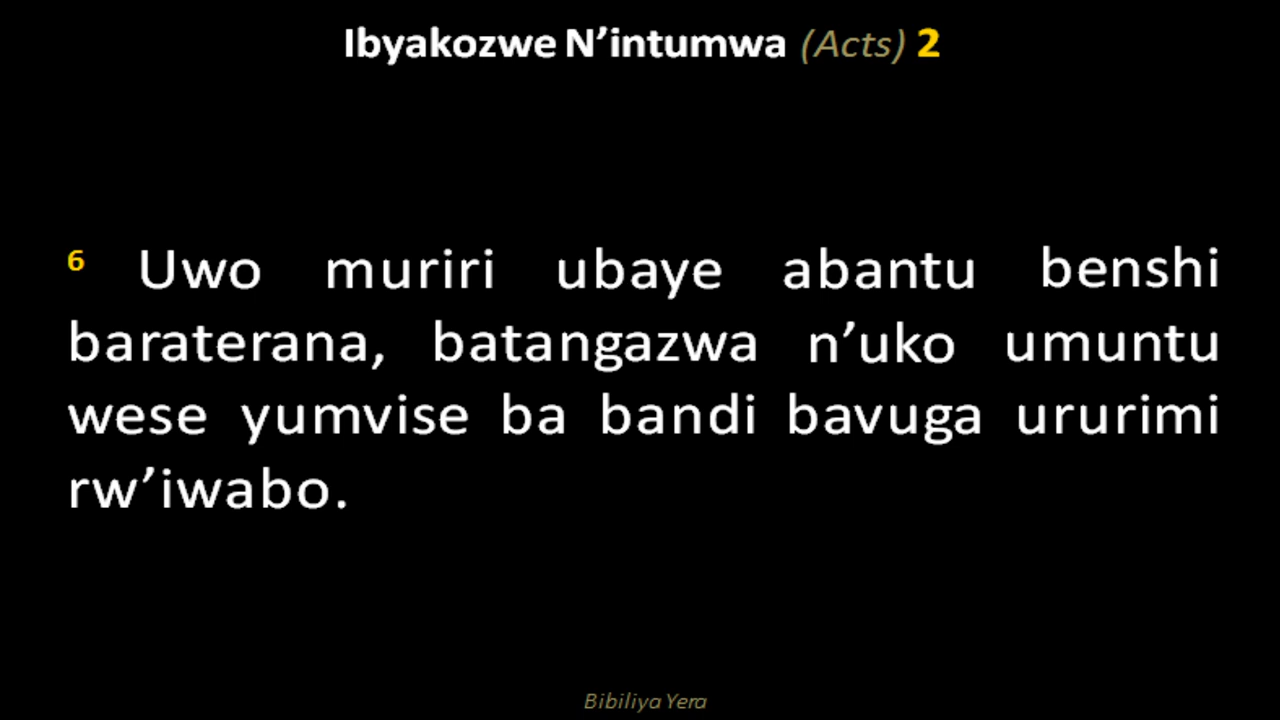 Ibyakozwe N’intumwa (Acts) 2
6 Uwo muriri ubaye abantu benshi
baraterana, batangazwa n’uko umuntu
wese yumvise ba bandi bavuga ururimi
rw’iwabo.
Bibiliya Yera